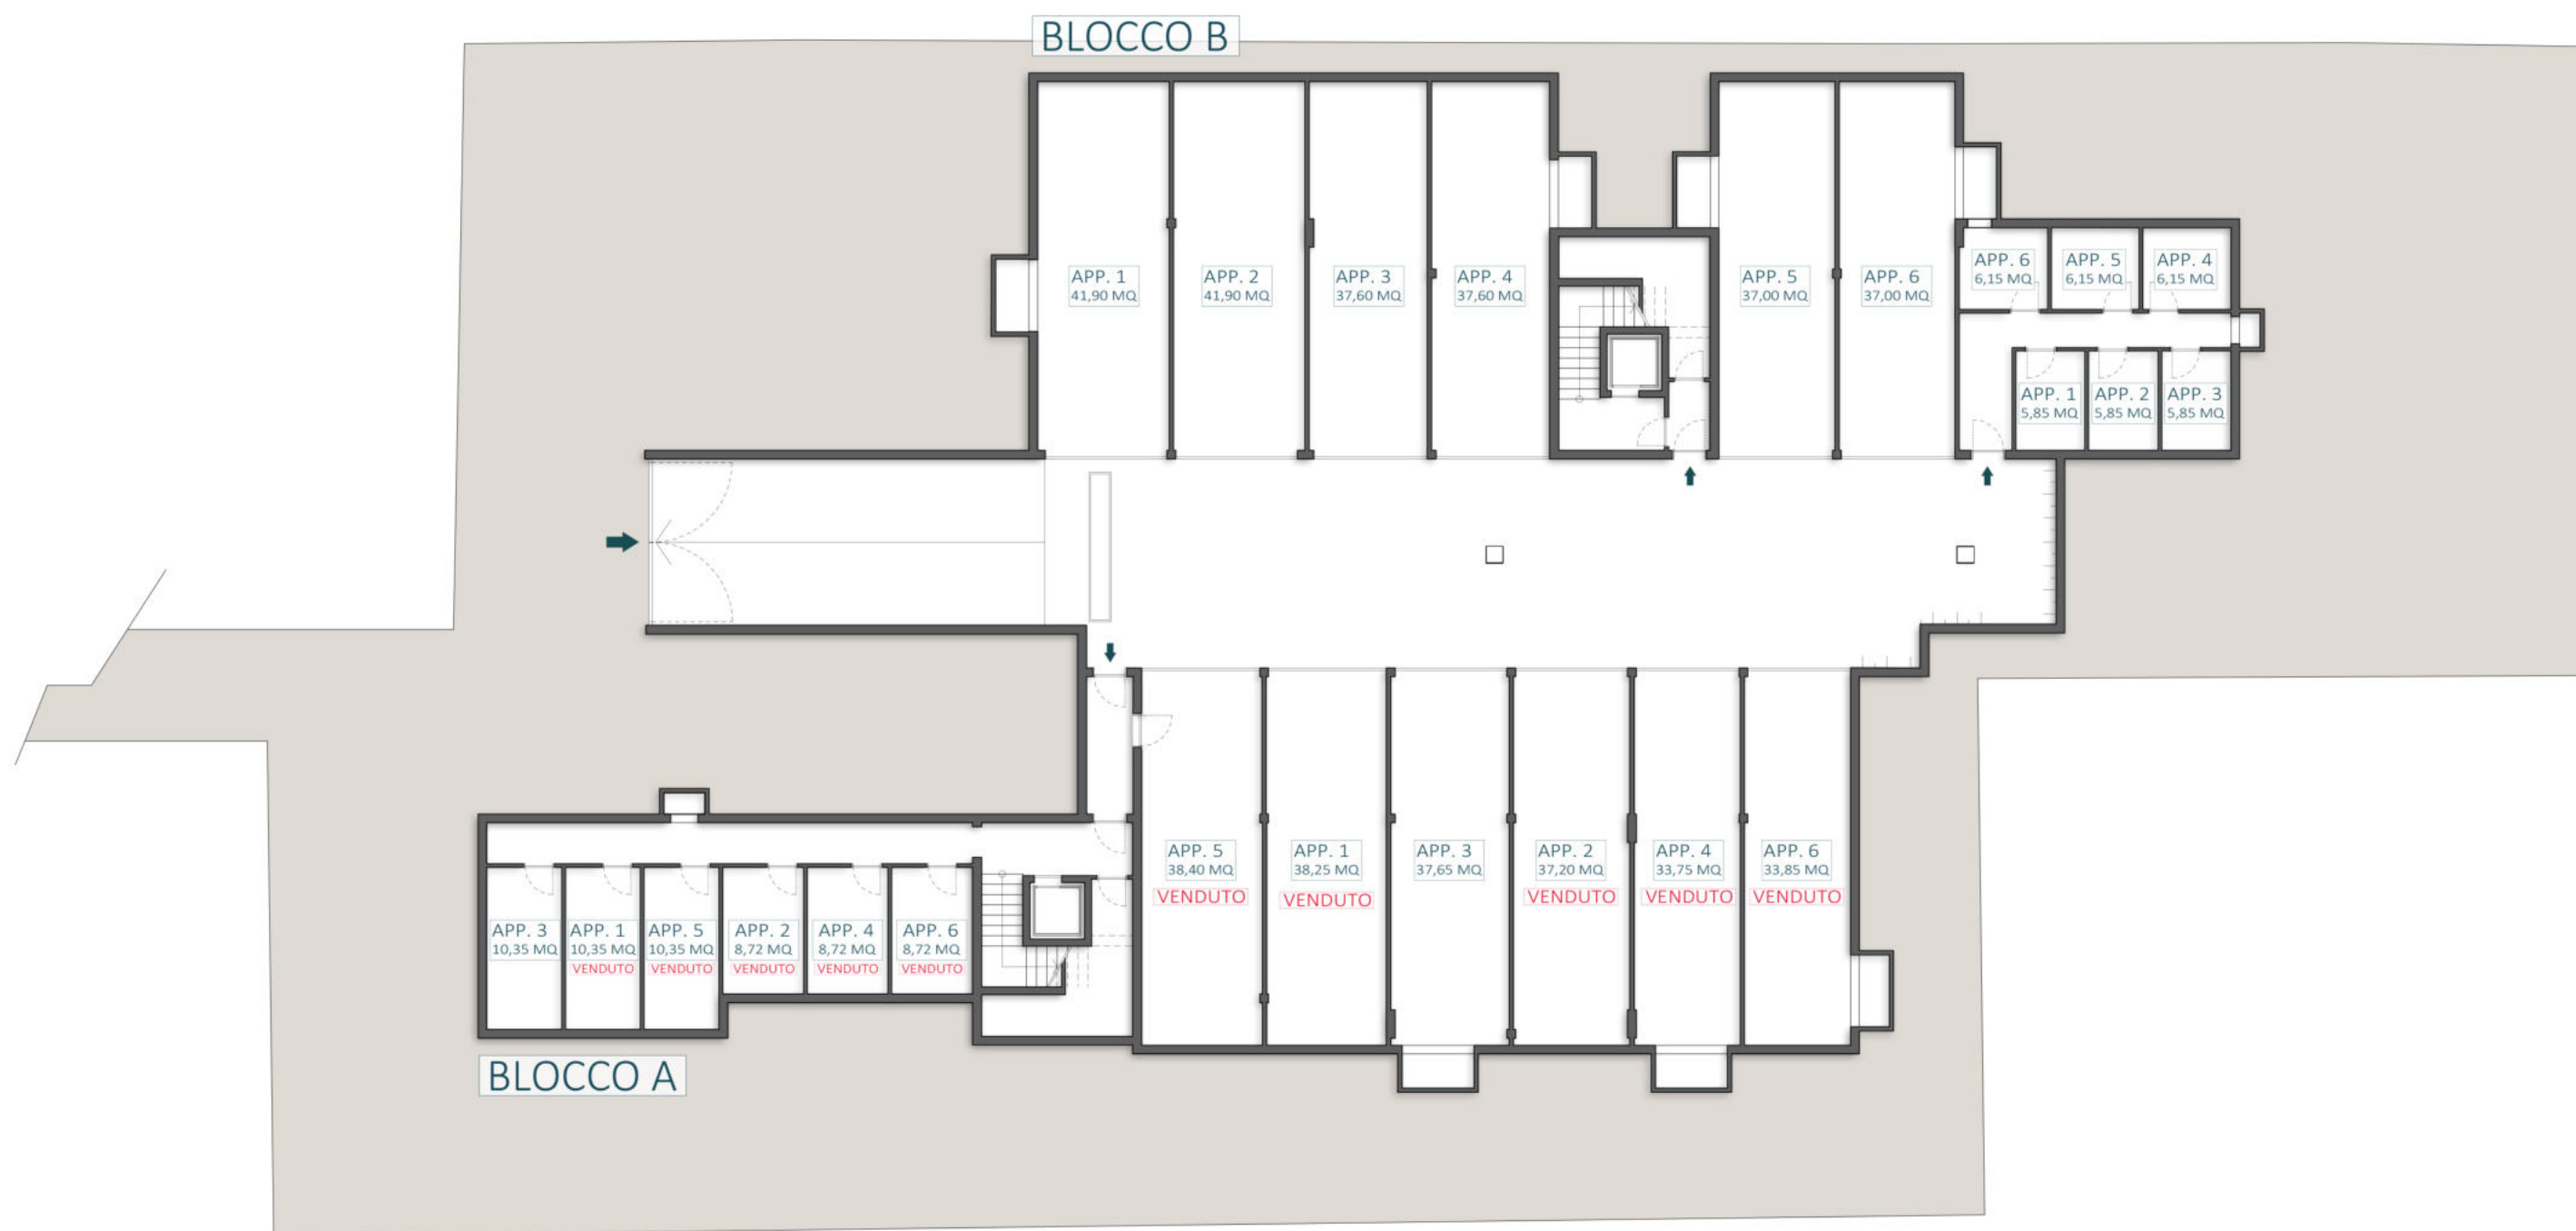 BLOCCO B
APP. 1
41,90 MQ
APP. 2
41,90 MQ
APP. 3
37,60 MQ
APP. 4
37,60 MQ
APP. 5
37,00 MQ
APP. 6
37,00 MQ
APP. 6
6,15 MQ
APP. 5
6,15 MQ
APP. 4
6,15 MQ
APP. 1
5,85 MQ
APP. 2
5,85 MQ
APP. 3
5,85 MQ
APP. 5
38,40 MQ
VENDUTO
APP. 1
38,25 MQ
VENDUTO
APP. 3
37,65 MQ
APP. 2
37,20 MQ
VENDUTO
APP. 4
33,75 MQ
VENDUTO
APP. 6
33,85 MQ
VENDUTO
APP. 3
10,35 MQ
APP. 1
10,35 MQ
VENDUTO
APP. 5
10,35 MQ
VENDUTO
APP. 2
8,72 MQ
VENDUTO
APP. 4
8,72 MQ
VENDUTO
APP. 6
8,72 MQ
VENDUTO
BLOCCO A